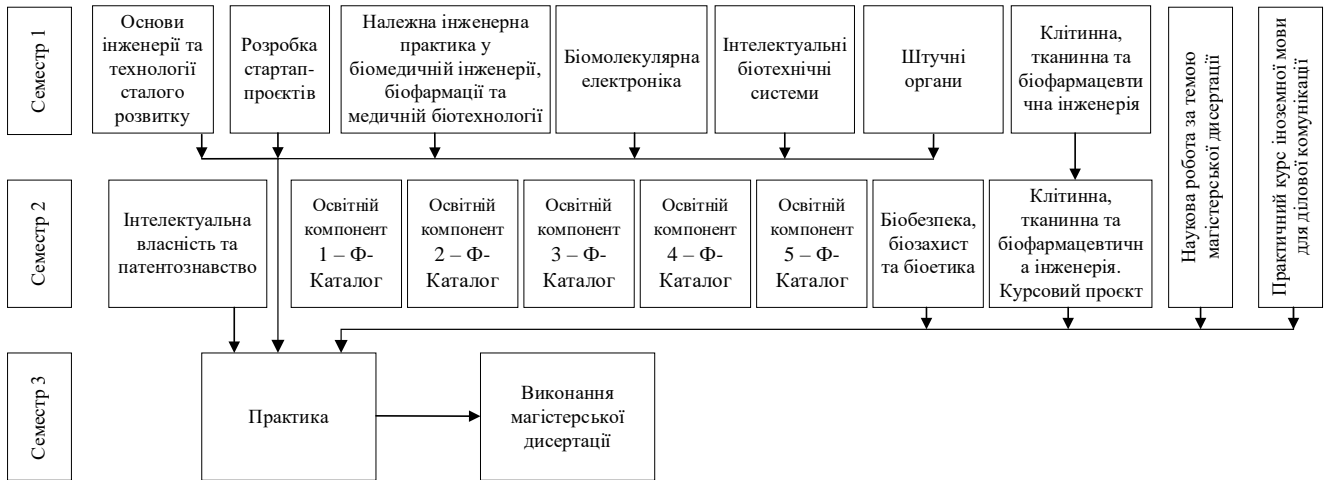 Семестр 1
Основи
інженерії та
технології
сталого
розвитку
Розробка
стартап-
проєктів
Належна інженерна
практика у
біомедичній інженерії,
біофармації та
медичній біотехнології
Біомолекулярна
електроніка
Інтелектуальні
біотехнічні
системи
Штучні
органи
Клітинна,
тканинна та
біофармацевти
чна інженерія
Наукова робота за темою
магістерської дисертації
Практичний курс іноземної мови
для ділової комунікації
Семестр 2
Інтелектуальна
власність та
патентознавство
Освітній
компонент
1 – Ф-
Каталог
Освітній
компонент
2 – Ф-
Каталог
Освітній
компонент
3 – Ф-
Каталог
Освітній
компонент
4 – Ф-
Каталог
Освітній
компонент
5 – Ф-
Каталог
Біобезпека,
біозахист
та біоетика
Клітинна,
тканинна та
біофармацевтичн
а інженерія.
Курсовий проєкт
Семестр 3
Практика
Виконання
магістерської
дисертації